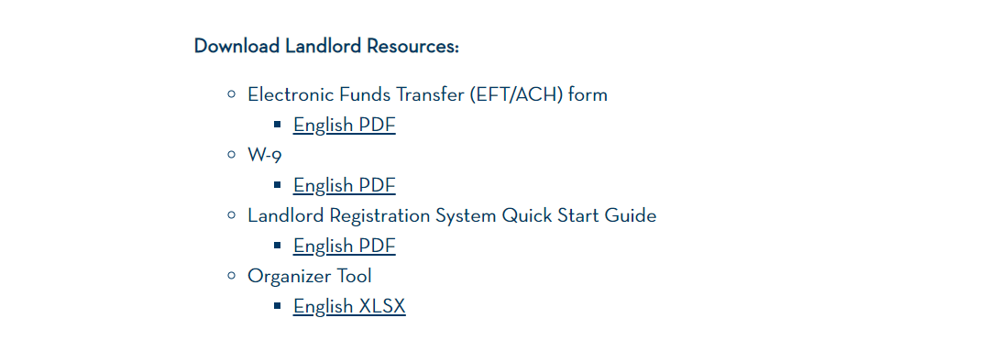 Download Landlord Resources:
Electronic Funds Transfer (EFT/ACH) form
English PDF
W-9
English PDF
Landlord Registration System Quick Start Guide
English PDF
Organizer Tool
English XLSX